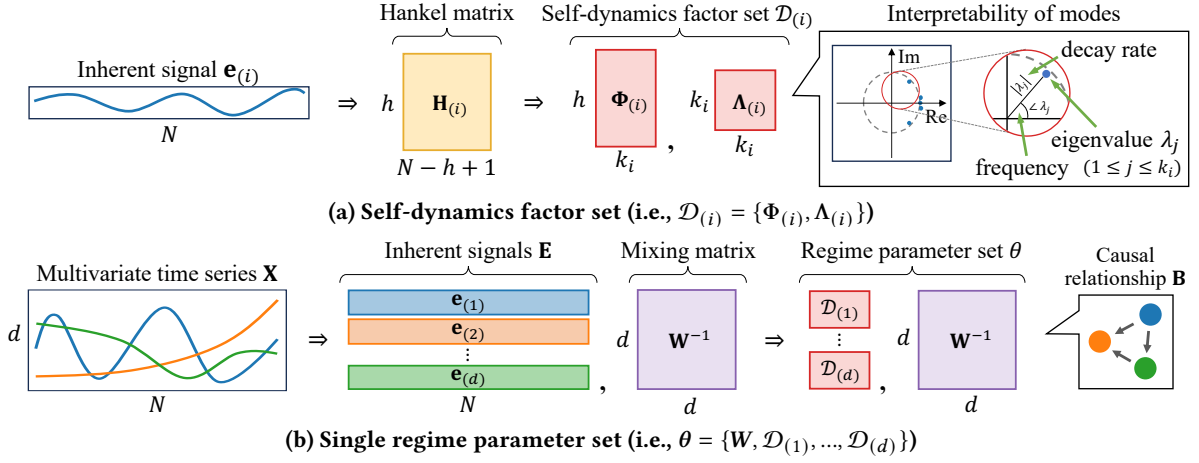 Hankel matrix
Self-dynamics factor set 𝒟(i)
Interpretability of modes
Inherent signal e(i)
N
⇒
h
H(i)
N − h + 1
⇒
h
Φ(i)
ki
,
ki
Λ(i)
ki
Im
Re
|λj|
∠ λj
decay rate
eigenvalue λj
frequency (1 ≤ j ≤ ki)
(a) Self-dynamics factor set (i.e., 𝒟(i) = {Φ(i), Λ(i)})
Multivariate time series X
Inherent signals E
Mixing matrix
Regime parameter set θ
Causal
relationship B
d
N
⇒
e(1)
e(2)
⋮
e(d)
N
,
d
W⁻¹
d
⇒
𝒟(1)
⋮
𝒟(d)
,
d
W⁻¹
d
(b) Single regime parameter set (i.e., θ = {W, 𝒟(1), ..., 𝒟(d)})